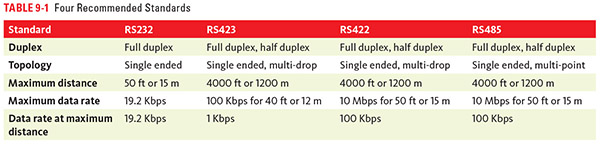 TABLE 9-1 Four Recommended Standards
Standard RS232 RS423 RS422 RS485
Duplex Full duplex Full duplex, half duplex Full duplex, half duplex Full duplex, half duplex
Topology Single ended Single ended, multi-drop Single ended, multi-drop Single ended, multi-point
Maximum distance 50 ft or 15 m 4000 ft or 1200 m 4000 ft or 1200 m 4000 ft or 1200 m
Maximum data rate 19.2 Kbps 100 Kbps for 40 ft or 12 m 10 Mbps for 50 ft or 15 m 10 Mbps for 50 ft or 15 m
Data rate at maximum 19.2 Kbps 1 Kbps 100 Kbps 100 Kbps
distance